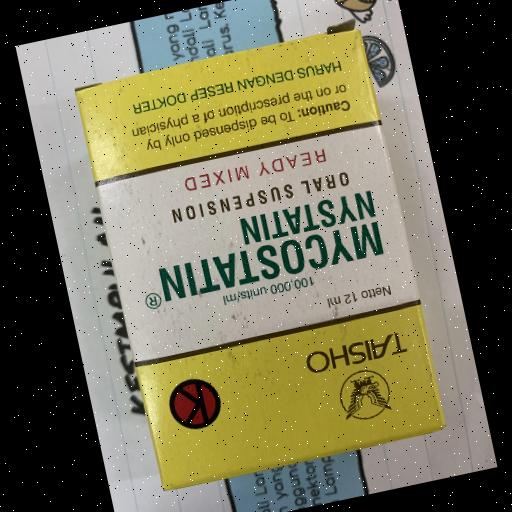 TAISHO
Netto 12 ml
100,000 units/ml
MYCOSTATIN®
NYSTATIN
ORAL SUSPENSION
READY MIXED
Caution: To be dispensed only by
or on the prescription of a physician
HARUS DENGAN RESEP DOKTER
K